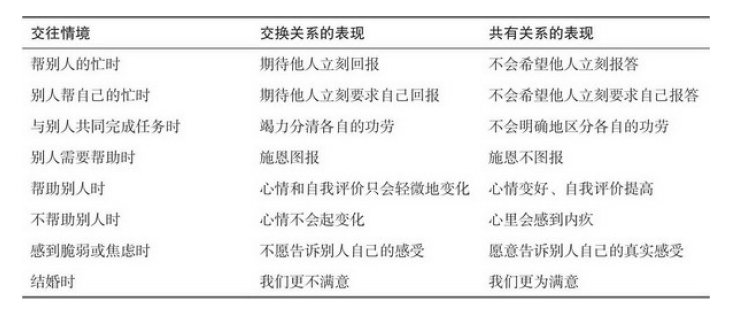 交往情境 交换关系的表现 共有关系的表现
帮别人的忙时 期待他人立刻回报 不会希望他人立刻报答
别人帮自己的忙时 期待他人立刻要求自己回报 不会希望他人立刻要求自己报答
与别人共同完成任务时 竭力分清各自的功劳 不会明确地区分各自的功劳
别人需要帮助时 施恩图报 施恩不图报
帮助别人时 心情和自我评价只会轻微地变化 心情变好、自我评价提高
不帮助别人时 心情不会起变化 心里会感到内疚
感到脆弱或焦虑时 不愿告诉别人自己的感受 愿意告诉别人自己的真实感受
结婚时 我们更不满意 我们更为满意